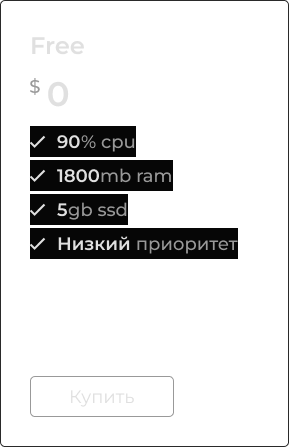 Free
$ 0
90% cpu
1800mb ram
5gb ssd
Низкий приоритет
Купить